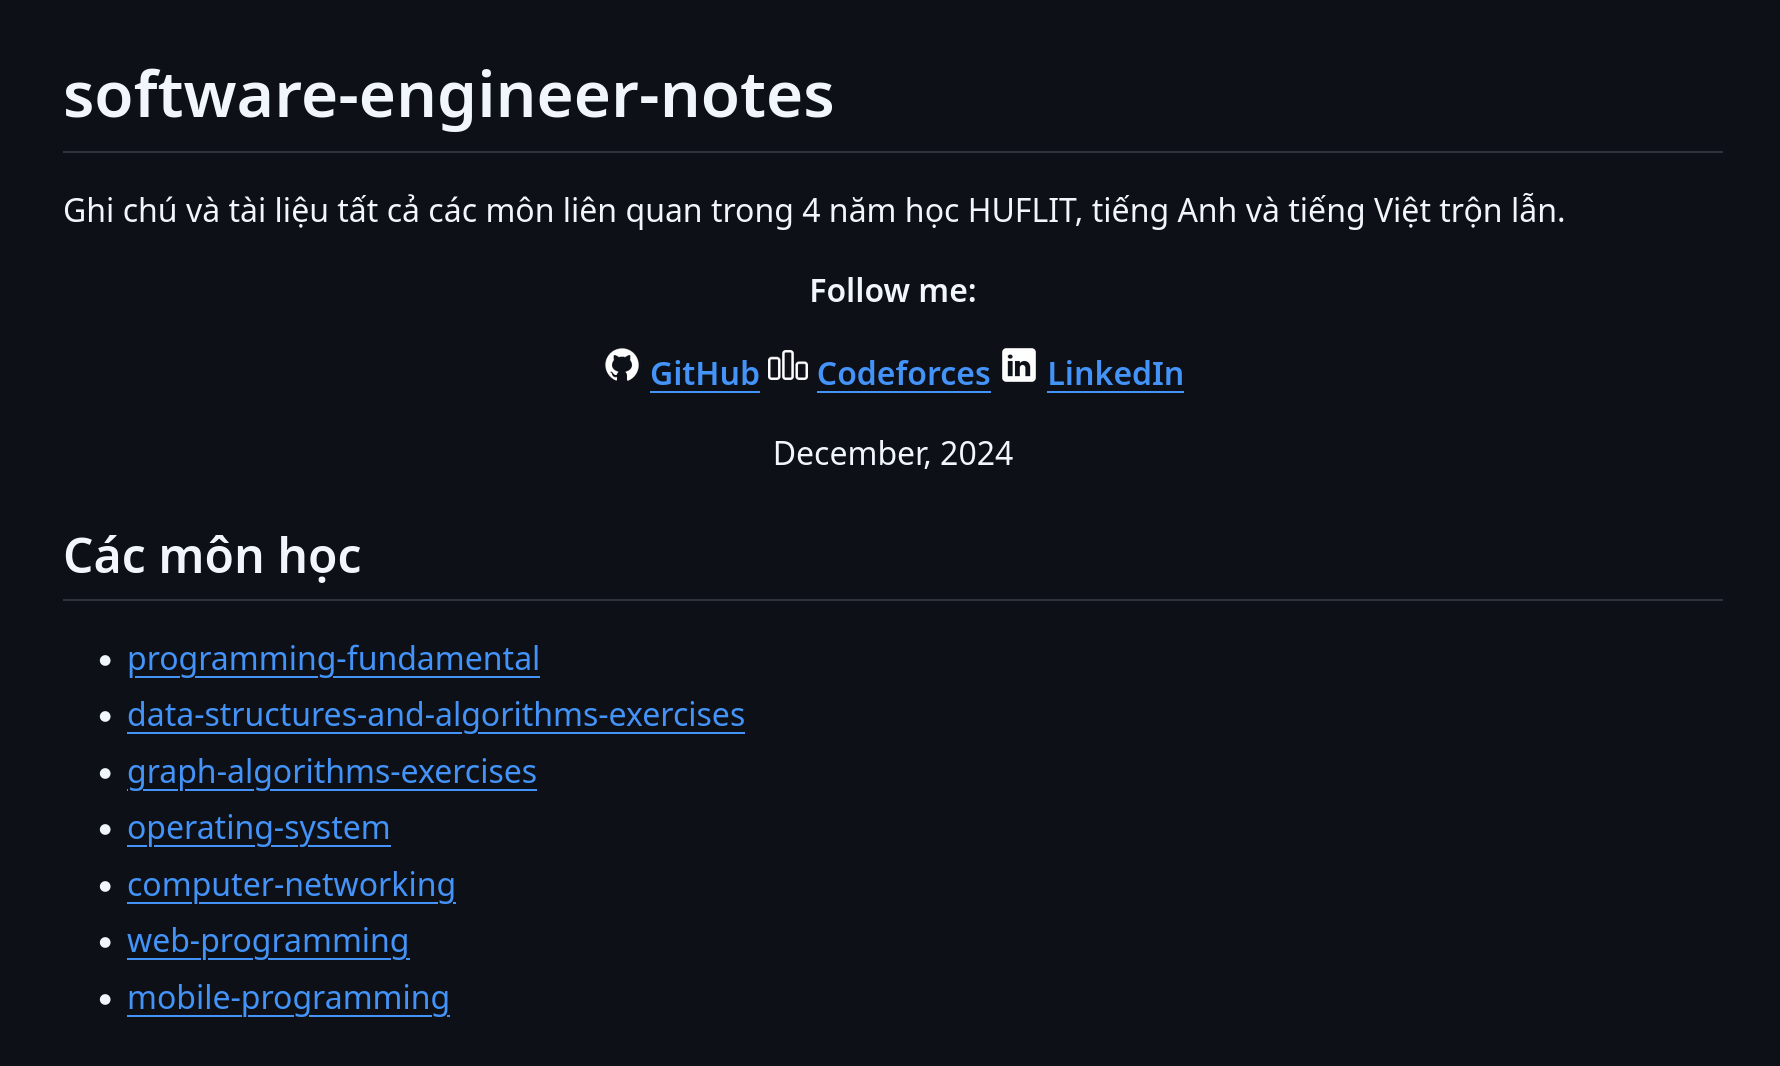 software-engineer-notes
Ghi chú và tài liệu tất cả các môn liên quan trong 4 năm học HUFLIT, tiếng Anh và tiếng Việt trộn lẫn.
Follow me:
GitHub Codeforces LinkedIn
December, 2024
Các môn học
programming-fundamental
data-structures-and-algorithms-exercises
graph-algorithms-exercises
operating-system
computer-networking
web-programming
mobile-programming